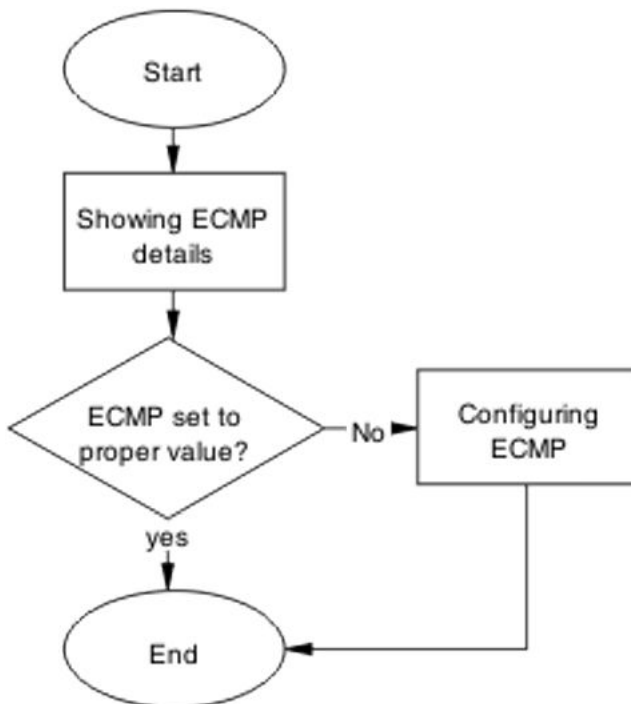 Start
Showing ECMP
details
ECMP set to
proper value?
No
Configuring
ECMP
yes
End